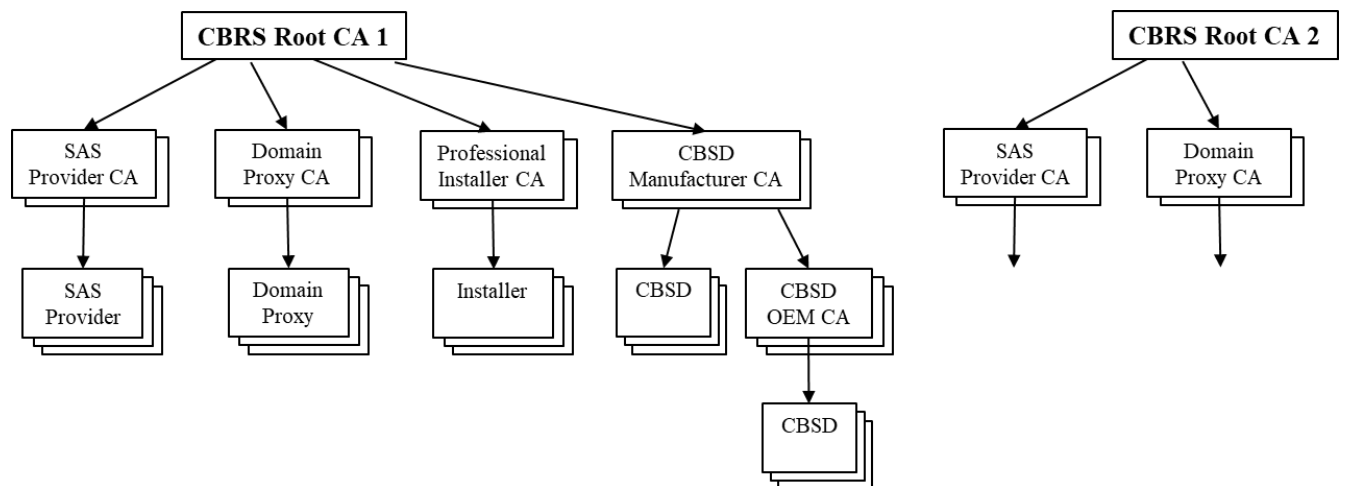 CBRS Root CA 1
CBRS Root CA 2
SAS
Provider CA
Domain
Proxy CA
Professional
Installer CA
CBSD
Manufacturer CA
SAS
Provider CA
Domain
Proxy CA
SAS
Provider
Domain
Proxy
Installer
CBSD
CBSD
OEM CA
CBSD